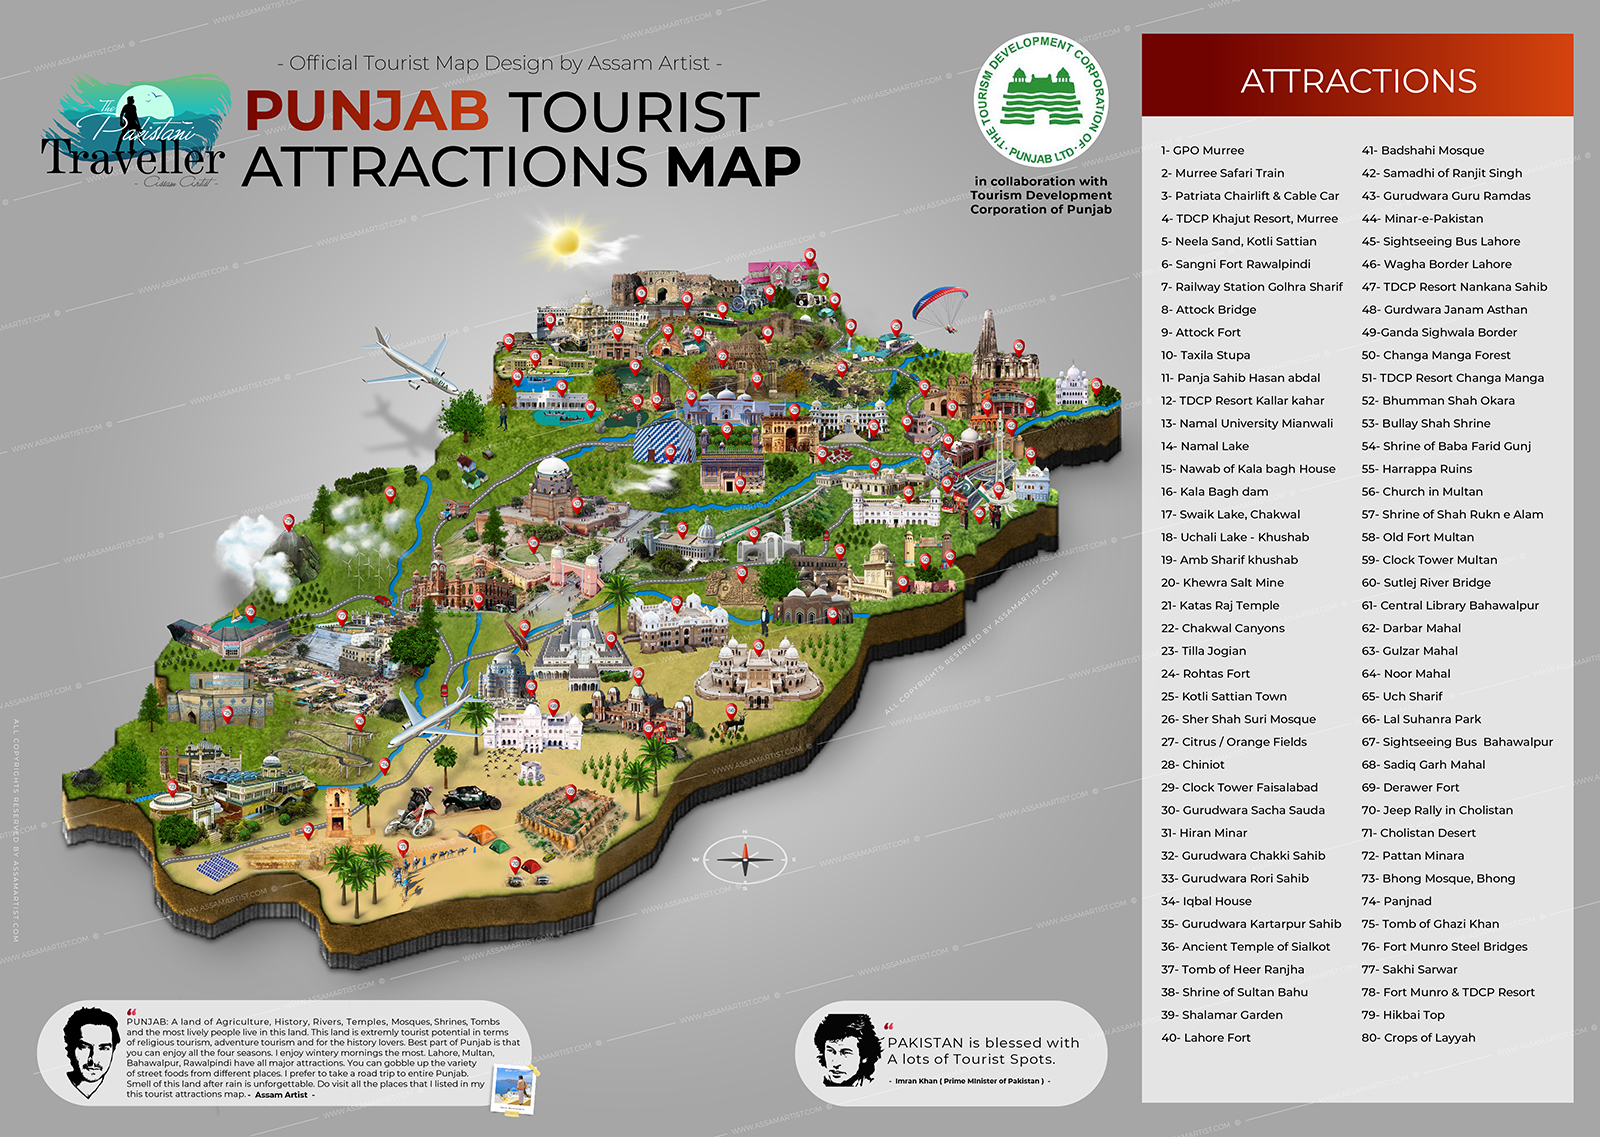 - Official Tourist Map Design by Assam Artist -
PUNJAB TOURIST
ATTRACTIONS MAP
The
Pakistani
Traveller
- Assam Artist -
THE TOURISM DEVELOPMENT CORPORATION OF PUNJAB LTD.
in collaboration with
Tourism Development
Corporation of Punjab
ATTRACTIONS
1- GPO Murree
2- Murree Safari Train
3- Patriata Chairlift & Cable Car
4- TDCP Khajut Resort, Murree
5- Neela Sand, Kotli Sattian
6- Sangni Fort Rawalpindi
7- Railway Station Golhra Sharif
8- Attock Bridge
9- Attock Fort
10- Taxila Stupa
11- Panja Sahib Hasan abdal
12- TDCP Resort Kallar kahar
13- Namal University Mianwali
14- Namal Lake
15- Nawab of Kala bagh House
16- Kala Bagh dam
17- Swaik Lake, Chakwal
18- Uchali Lake - Khushab
19- Amb Sharif khushab
20- Khewra Salt Mine
21- Katas Raj Temple
22- Chakwal Canyons
23- Tilla Jogian
24- Rohtas Fort
25- Kotli Sattian Town
26- Sher Shah Suri Mosque
27- Citrus / Orange Fields
28- Chiniot
29- Clock Tower Faisalabad
30- Gurudwara Sacha Sauda
31- Hiran Minar
32- Gurudwara Chakki Sahib
33- Gurudwara Rori Sahib
34- Iqbal House
35- Gurudwara Kartarpur Sahib
36- Ancient Temple of Sialkot
37- Tomb of Heer Ranjha
38- Shrine of Sultan Bahu
39- Shalamar Garden
40- Lahore Fort
41- Badshahi Mosque
42- Samadhi of Ranjit Singh
43- Gurudwara Guru Ramdas
44- Minar-e-Pakistan
45- Sightseeing Bus Lahore
46- Wagha Border Lahore
47- TDCP Resort Nankana Sahib
48- Gurdwara Janam Asthan
49-Ganda Sighwala Border
50- Changa Manga Forest
51- TDCP Resort Changa Manga
52- Bhumman Shah Okara
53- Bullay Shah Shrine
54- Shrine of Baba Farid Gunj
55- Harrappa Ruins
56- Church in Multan
57- Shrine of Shah Rukn e Alam
58- Old Fort Multan
59- Clock Tower Multan
60- Sutlej River Bridge
61- Central Library Bahawalpur
62- Darbar Mahal
63- Gulzar Mahal
64- Noor Mahal
65- Uch Sharif
66- Lal Suhanra Park
67- Sightseeing Bus Bahawalpur
68- Sadiq Garh Mahal
69- Derawer Fort
70- Jeep Rally in Cholistan
71- Cholistan Desert
72- Pattan Minara
73- Bhong Mosque, Bhong
74- Panjnad
75- Tomb of Ghazi Khan
76- Fort Munro Steel Bridges
77- Sakhi Sarwar
78- Fort Munro & TDCP Resort
79- Hikbai Top
80- Crops of Layyah
N
W
E
S
ALL COPYRIGHTS RESERVED BY ASSAMARTIST.COM
ALL COPYRIGHTS RESERVED BY ASSAMARTIST.COM
WWW.ASSAMARTIST.COM ©
“
PUNJAB: A land of Agriculture, History, Rivers, Temples, Mosques, Shrines, Tombs
and the most lively people live in this land. This land is extremly tourist potential in terms
of religious tourism, adventure tourism and for the history lovers. Best part of Punjab is that
you can enjoy all the four seasons. I enjoy wintery mornings the most. Lahore, Multan,
Bahawalpur, Rawalpindi have all major attractions. You can gobble up the variety
of street foods from different places. I prefer to take a road trip to entire Punjab.
Smell of this land after rain is unforgettable. Do visit all the places that I listed in my
this tourist attractions map. - Assam Artist -
“
PAKISTAN is blessed with
A lots of Tourist Spots.
- Imran Khan ( Prime Minister of Pakistan ) -